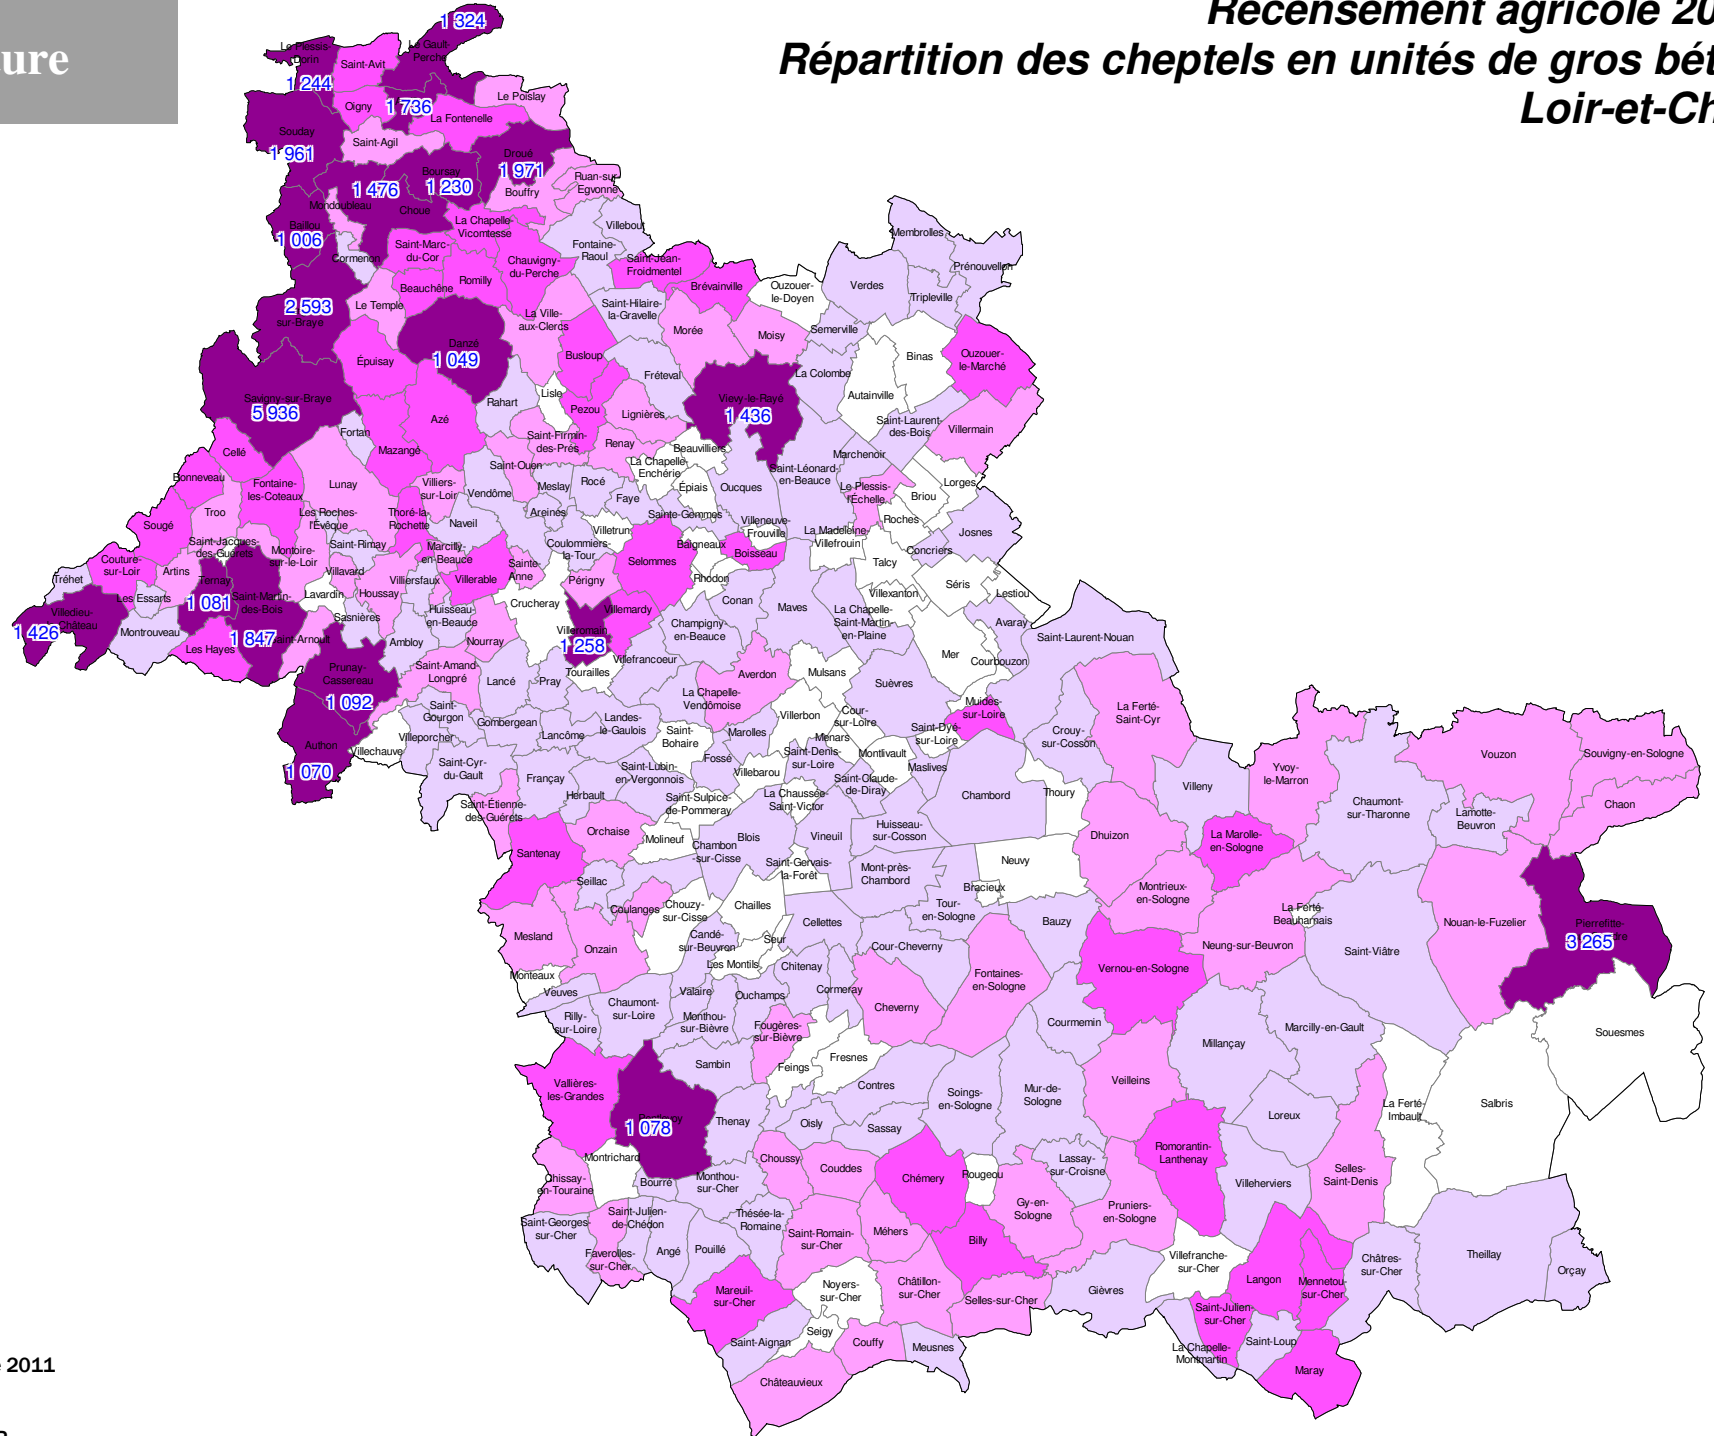 Recensement agricole 20
Répartition des cheptels en unités de gros bét
Loir-et-Ch
ure
1 324
Le Plessis-
Dorin
1 244
Saint-Avit
Le Gault-
Perche
Oigny
1 736
Le Poislay
La Fontenelle
Souday
1 961
Saint-Agil
Droué
1 971
Boursay
1 230
1 476
Ruan-sur-
Egvonne
Bouffry
Mondoubleau
Choue
Baillou
1 006
La Chapelle-
Vicomtesse
Villebout
Fontaine-
Raoul
Cormenon
Saint-Marc-
du-Cor
Chauvigny-
du-Perche
Saint-Jean-
Froidmentel
Romilly
Beauchêne
Brévainville
Ouzouer-
le-Doyen
Membrolles
Prénouvellon
Verdes
Tripleville
2 593
sur-Braye
Le Temple
La Ville-
aux-Clercs
Saint-Hilaire-
la-Gravelle
Morée
Moisy
Semerville
Danzé
1 049
Épuisay
Busloup
Fréteval
La Colombe
Binas
Ouzouer-
le-Marché
Autainville
Savigny-sur-Braye
5 936
Rahart
Lisle
Pezou
Lignières
Viévy-le-Rayé
1 436
Saint-Laurent-
des-Bois
Villermain
Azé
Fortan
Mazangé
Cellé
Saint-Firmin-
des-Prés
Renay
Beauvilliers
La Chapelle-
Enchérie
Marchenoir
Saint-Léonard-
en-Beauce
Bonneveau
Fontaine-
les-Coteaux
Lunay
Villiers-
sur-Loir
Saint-Ouen
Vendôme
Meslay
Rocé
Faye
Épiais
Oucques
Le Plessis-
l'Échelle
Briou
Lorges
Troo
Sougé
Les Roches-
l'Évêque
Thoré-la-
Rochette
Naveil
Areines
Villetrun
Sainte-Gemmes
Villeneuve-
Frouville
La Madeleine-
Villefrouin
Roches
Josnes
Concriers
Saint-Jacques-
des-Guérets
Montoire-
sur-le-Loir
Saint-Rimay
Marcilly-
en-Beauce
Coulommiers-
la-Tour
Selommes
Baigneaux
Boisseau
Talcy
Couture-
sur-Loir
Artins
Tréhet
Ternay
1 081
Villavard
Villiersfaux
Villerable
Sainte-
Anne
Périgny
Rhodon
Séris
Lestiou
Les Essarts
Saint-Martin-
des-Bois
1 847
Lavardin
Houssay
Huisseau-
en-Beauce
Crucheray
Villemardy
Conan
Maves
Villexanton
La Chapelle-
Saint-Martin-
en-Plaine
Avaray
Villedieu-
Château
1 426
Montrouveau
Sasnières
Champigny-
en-Beauce
Saint-Laurent-Nouan
Les Hayes
Saint-Arnoult
Ambloy
Nourray
Villeromain
1 258
Tourailles
Villefrancoeur
Mer
Courbouzon
Prunay-
Cassereau
1 092
Saint-Amand
Longpré
Lancé
Pray
La Chapelle-
Vendômoise
Averdon
Mulsans
Suèvres
Muides-
sur-Loire
La Ferté-
Saint-Cyr
Saint-
Gourgon
Gombergean
Landes-
le-Gaulois
Lancôme
Villerbon
Cour-
sur-Loire
Saint-Dyé-
sur-Loire
Crouy-
sur-Cosson
Authon
1 070
Villechauve
Villeporcher
Saint-
Bohaire
Marolles
Menars
Montlivault
Saint-Cyr-
du-Gault
Françay
Saint-Lubin-
en-Vergonnois
Fossé
Villebarou
Saint-Denis-
sur-Loire
Maslives
Saint-Claude-
de-Diray
Chambord
Thoury
Villeny
Yvoy-
le-Marron
Vouzon
Souvigny-en-Sologne
Chaumont-
sur-Tharonne
Lamotte-
Beuvron
Chaon
Herbault
Saint-Étienne-
des-Guérets
Saint-Sulpice-
de-Pommeray
La Chaussée-
Saint-Victor
Orchaise
Molineuf
Blois
Vineuil
Huisseau-
sur-Cosson
Dhuizon
La Marolle-
en-Sologne
Santenay
Chambon
-sur-Cisse
Saint-Gervais-
la-Forêt
Mont-près-
Chambord
Neuvy
Bracieux
Seillac
Montrieux-
en-Sologne
Coulanges
Chouzy-
sur-Cisse
Chailles
Tour-
en-Sologne
Bauzy
La Ferté-
Beauharnais
Nouan-le-Fuzelier
Pierrefitte-
3 265
Mesland
Onzain
Candé-
sur-Beuvron
Seur
Cellettes
Cour-Cheverny
Neung-sur-Beuvron
Saint-Viâtre
Les Montils
Chitenay
Vernou-en-Sologne
Monteaux
Veuves
Valaire
Ouchamps
Cormeray
Cheverny
Fontaines-
en-Sologne
Rilly-
sur-Loire
Chaumont-
sur-Loire
Monthou-
sur-Bièvre
Fougères-
sur-Bièvre
Courmemin
Marcilly-en-Gault
Souesmes
Millançay
Sambin
Feings
Fresnes
Vallières-
les-Grandes
1 078
Contres
Soings-
en-Sologne
Mur-de-
Sologne
Veilleins
Loreux
La Ferté-
Imbault
Salbris
Thenay
Oisly
Sassay
Montrichard
Choussy
Couddes
Chémery
Rougeou
Lassay-
sur-Croisne
Romorantin-
Lanthenay
Selles-
Saint-Denis
Chissay-
en-Touraine
Bourré
Monthou-
sur-Cher
Villeherviers
Gy-en-
Sologne
Pruniers-
en-Sologne
Saint-Georges-
sur-Cher
Saint-Julien-
de-Chédon
Thésée-la-
Romaine
Saint-Romain-
sur-Cher
Méhers
Billy
Faverolles-
sur-Cher
Angé
Pouillé
Villefranche-
sur-Cher
Châtres-
sur-Cher
Theillay
Orçay
Mareuil-
sur-Cher
Noyers-
sur-Cher
Châtillon-
sur-Cher
Selles-sur-Cher
Gièvres
Langon
Mennetou-
sur-Cher
Saint-Julien-
sur-Cher
Saint-Aignan
Seigy
Couffy
Meusnes
La Chapelle-
Montmartin
Saint-Loup
Maray
Châteauvieux
2011